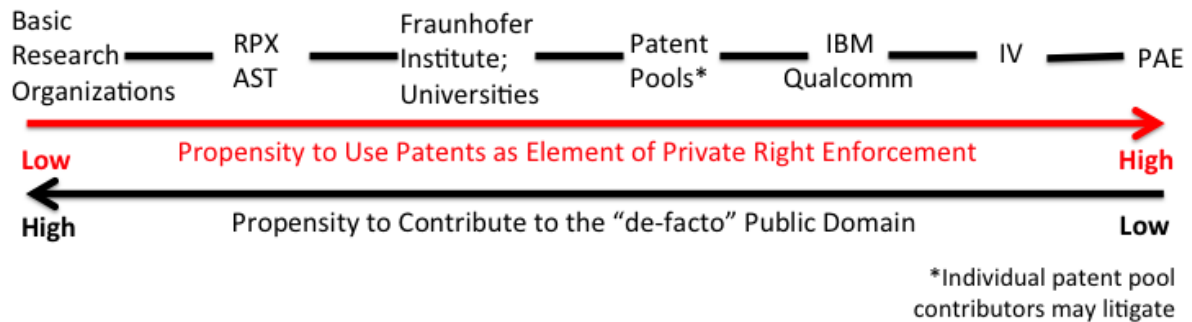 Basic
Research
Organizations
RPX
AST
Fraunhofer
Institute;
Universities
Patent
Pools*
IBM
Qualcomm
IV
PAE
Low
Propensity to Use Patents as Element of Private Right Enforcement
High
High
Propensity to Contribute to the “de-facto” Public Domain
Low
*Individual patent pool
contributors may litigate